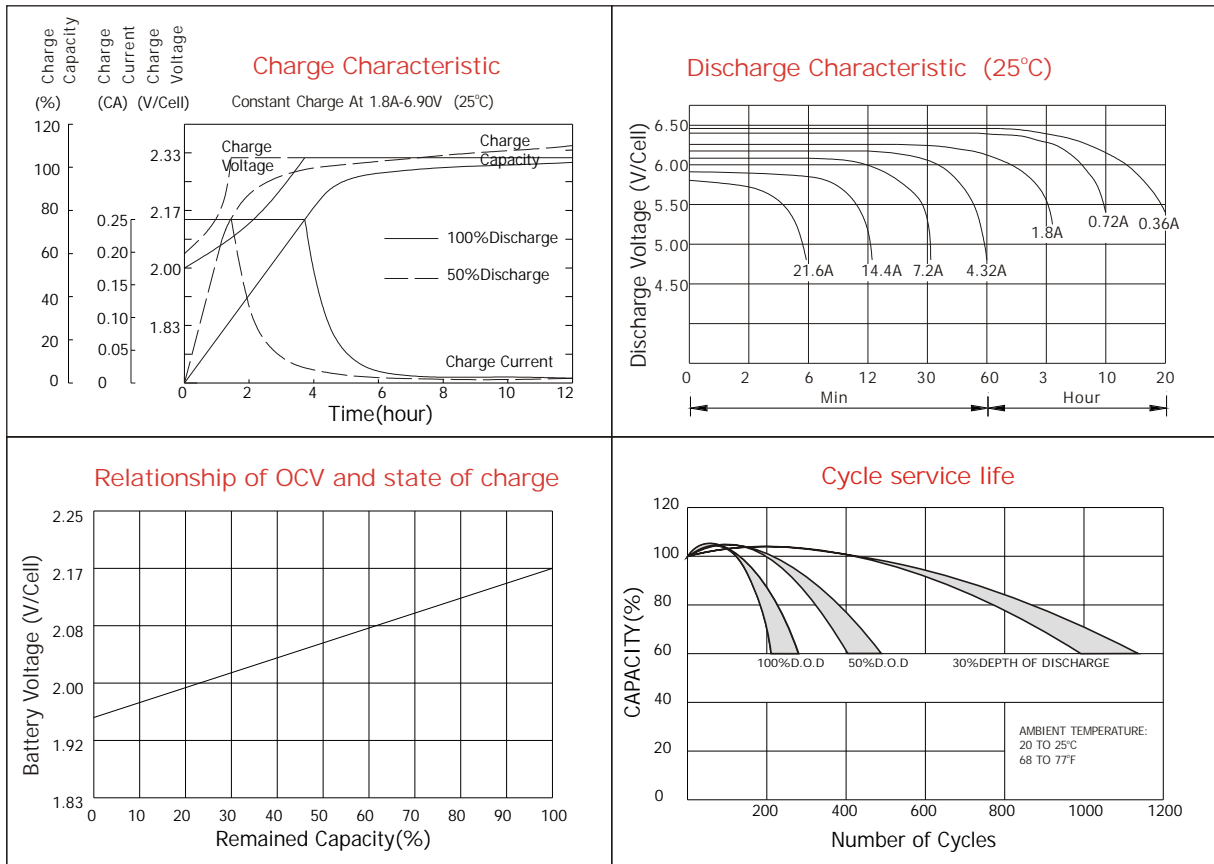 Charge Capacity
Charge Current
Charge Voltage
(%)
(CA)
(V/Cell)
Charge Characteristic
Constant Charge At 1.8A-6.90V (25°C)
120
100
80
60
40
20
0
0.25
0.20
0.15
0.10
0.05
0
2.33
2.17
2.00
1.83
Charge Voltage
Charge Capacity
100%Discharge
50%Discharge
Charge Current
0 2 4 6 8 10 12
Time(hour)
Discharge Characteristic (25°C)
Discharge Voltage (V/Cell)
6.50
6.00
5.50
5.00
4.50
21.6A
14.4A
7.2A
4.32A
1.8A
0.72A
0.36A
0 2 6 12 30 60 3 10 20
Min
Hour
Relationship of OCV and state of charge
Battery Voltage (V/Cell)
2.25
2.17
2.08
2.00
1.92
1.83
0 10 20 30 40 50 60 70 80 90 100
Remained Capacity(%)
Cycle service life
CAPACITY(%)
120
100
80
60
40
20
0
100%D.O.D
50%D.O.D
30%DEPTH OF DISCHARGE
AMBIENT TEMPERATURE:
20 TO 25°C
68 TO 77°F
200 400 600 800 1000 1200
Number of Cycles